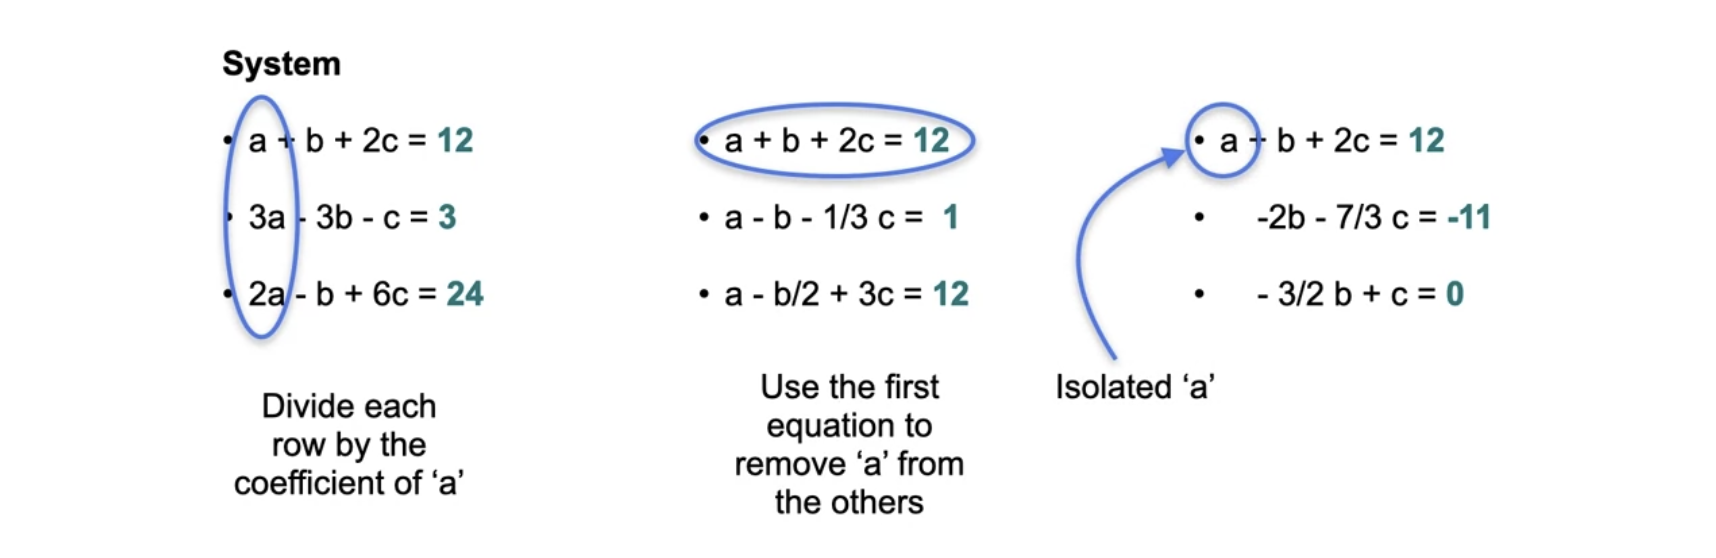 System
• a + b + 2c = 12
• 3a - 3b - c = 3
• 2a - b + 6c = 24
Divide each
row by the
coefficient of ‘a’
• a + b + 2c = 12
• a - b - 1/3 c = 1
• a - b/2 + 3c = 12
Use the first
equation to
remove ‘a’ from
the others
• a + b + 2c = 12
• -2b - 7/3 c = -11
• - 3/2 b + c = 0
Isolated ‘a’